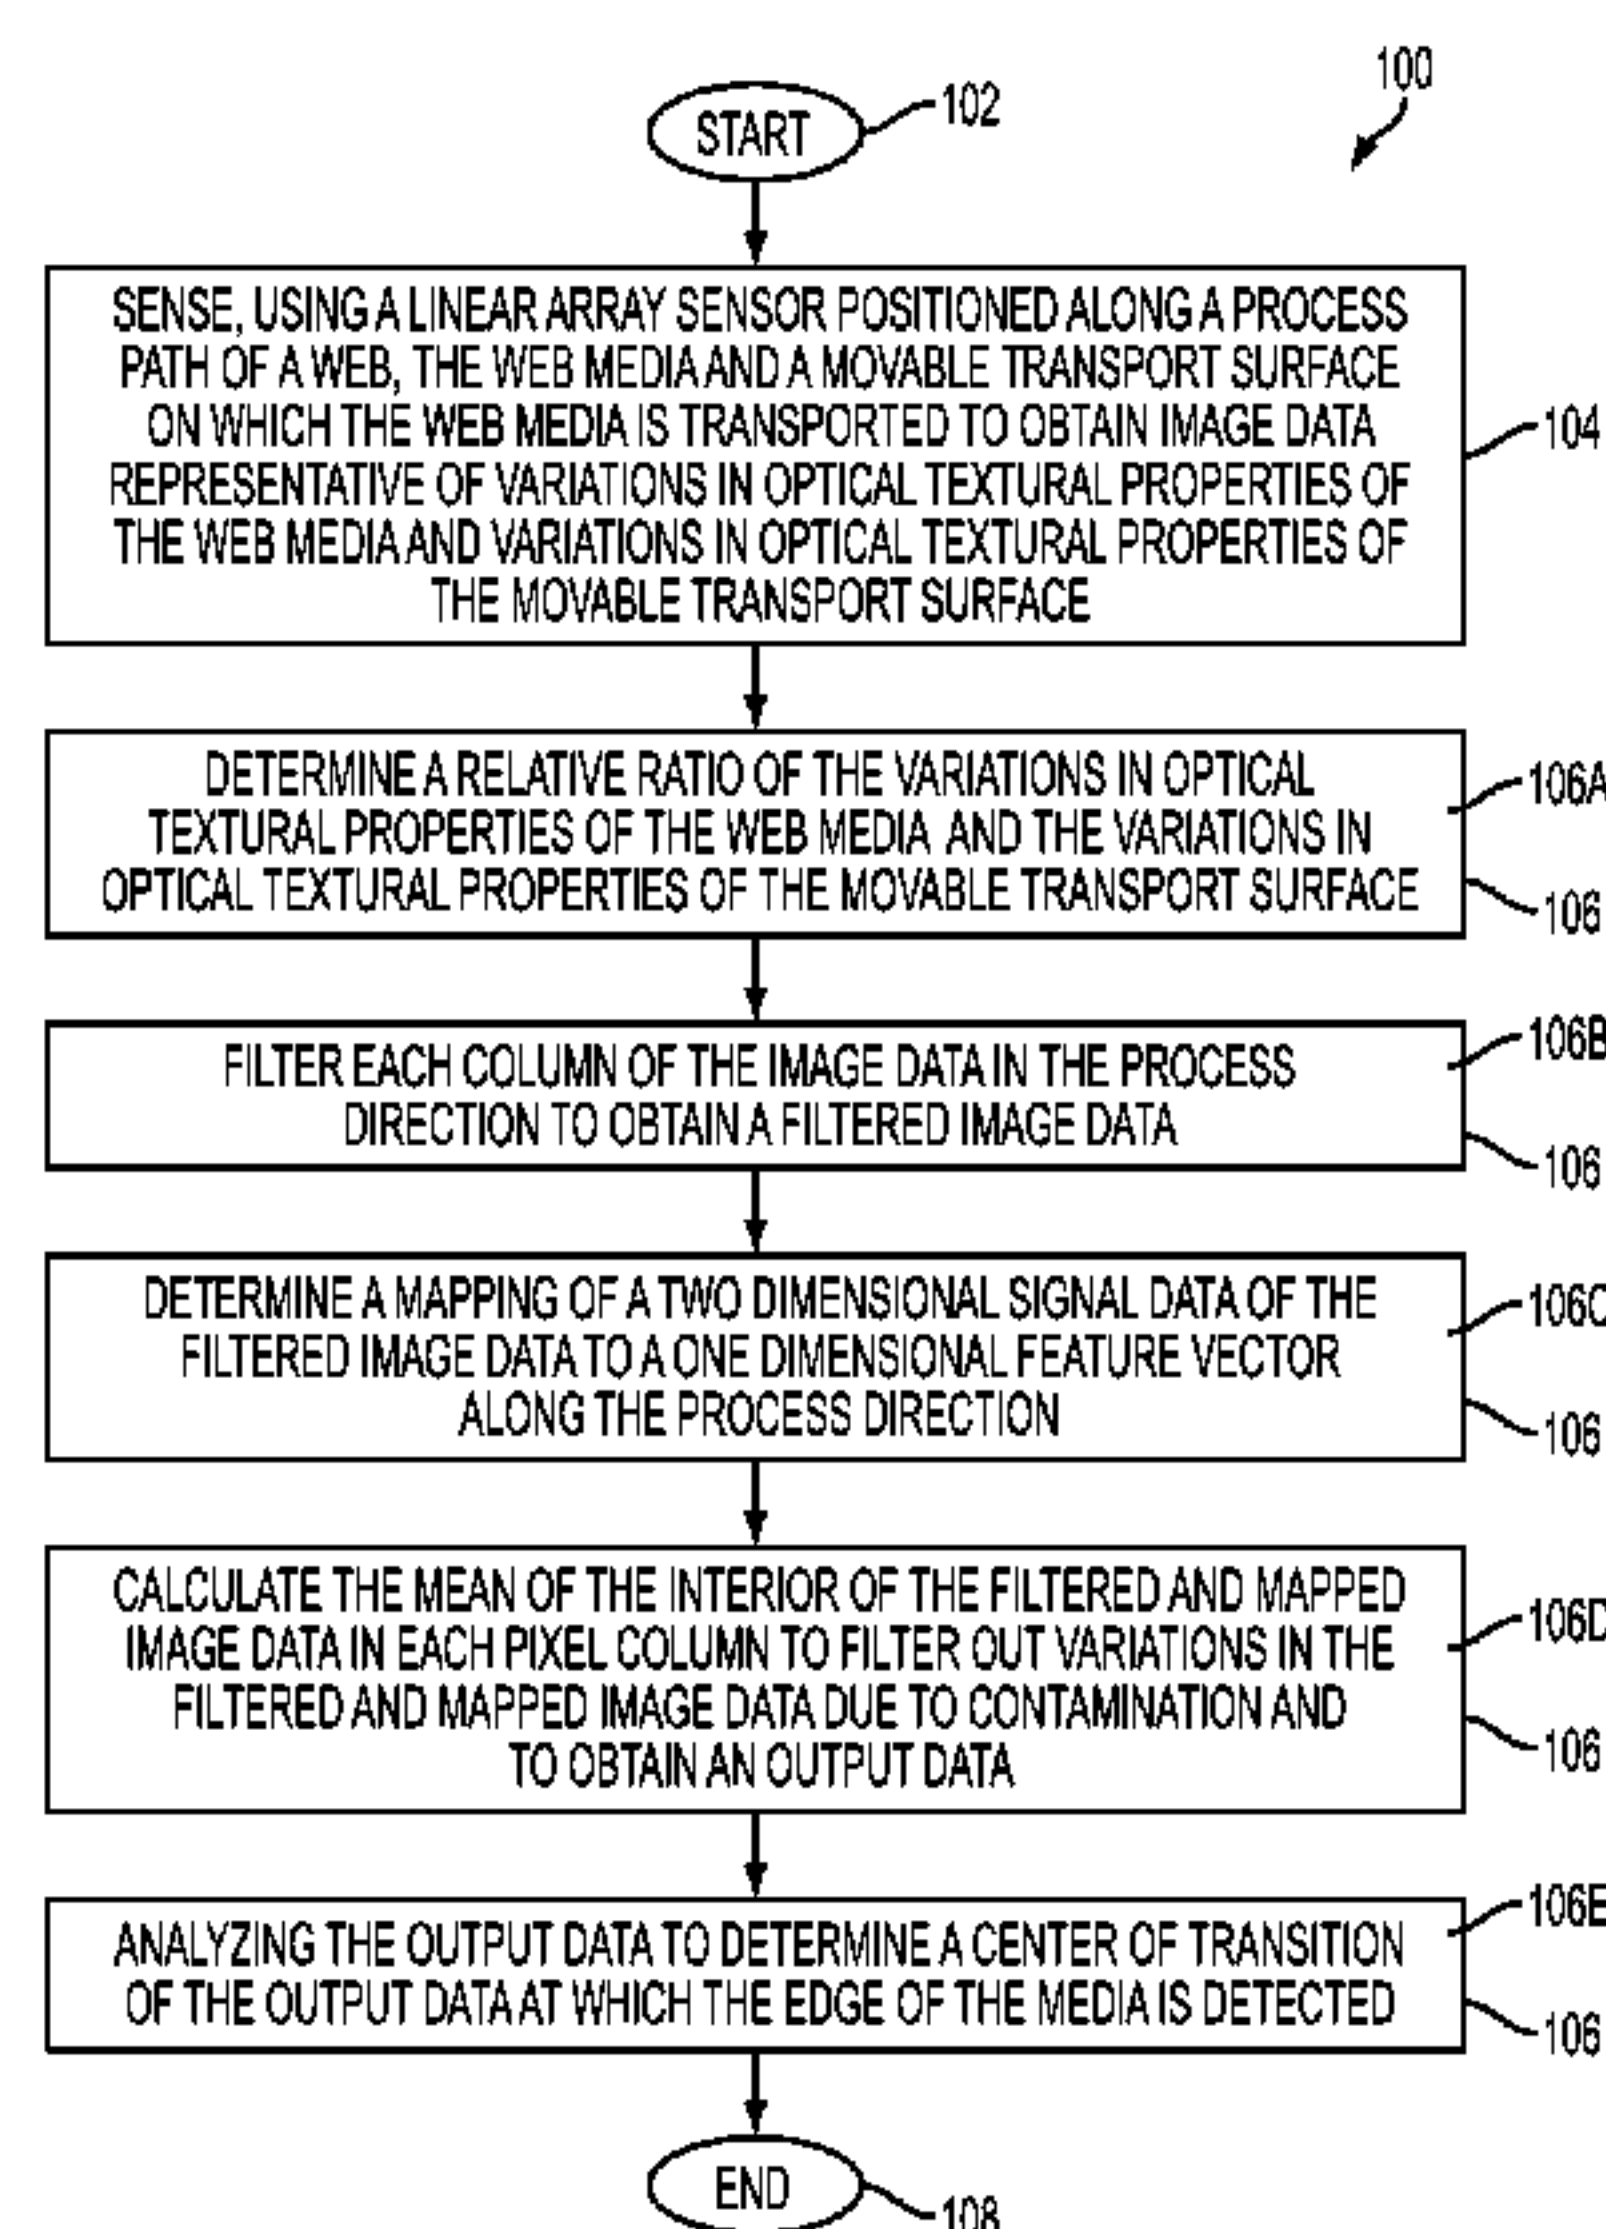 100
START
102
SENSE, USING A LINEAR ARRAY SENSOR POSITIONED ALONG A PROCESS
PATH OF A WEB, THE WEB MEDIA AND A MOVABLE TRANSPORT SURFACE
ON WHICH THE WEB MEDIA IS TRANSPORTED TO OBTAIN IMAGE DATA
REPRESENTATIVE OF VARIATIONS IN OPTICAL TEXTURAL PROPERTIES OF
THE WEB MEDIA AND VARIATIONS IN OPTICAL TEXTURAL PROPERTIES OF
THE MOVABLE TRANSPORT SURFACE
104
DETERMINE A RELATIVE RATIO OF THE VARIATIONS IN OPTICAL
TEXTURAL PROPERTIES OF THE WEB MEDIA AND THE VARIATIONS IN
OPTICAL TEXTURAL PROPERTIES OF THE MOVABLE TRANSPORT SURFACE
106A
106
FILTER EACH COLUMN OF THE IMAGE DATA IN THE PROCESS
DIRECTION TO OBTAIN A FILTERED IMAGE DATA
106B
106
DETERMINE A MAPPING OF A TWO DIMENSIONAL SIGNAL DATA OF THE
FILTERED IMAGE DATA TO A ONE DIMENSIONAL FEATURE VECTOR
ALONG THE PROCESS DIRECTION
106C
106
CALCULATE THE MEAN OF THE INTERIOR OF THE FILTERED AND MAPPED
IMAGE DATA IN EACH PIXEL COLUMN TO FILTER OUT VARIATIONS IN THE
FILTERED AND MAPPED IMAGE DATA DUE TO CONTAMINATION AND
TO OBTAIN AN OUTPUT DATA
106D
106
ANALYZING THE OUTPUT DATA TO DETERMINE A CENTER OF TRANSITION
OF THE OUTPUT DATA AT WHICH THE EDGE OF THE MEDIA IS DETECTED
106E
106
END
108